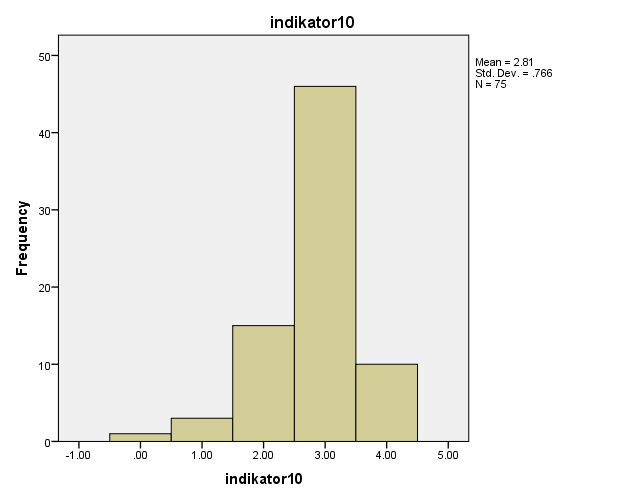 indikator10
Mean = 2.81
Std. Dev. = .766
N = 75
50
40
30
20
10
0
Frequency
-1.00 .00 1.00 2.00 3.00 4.00 5.00
indikator10